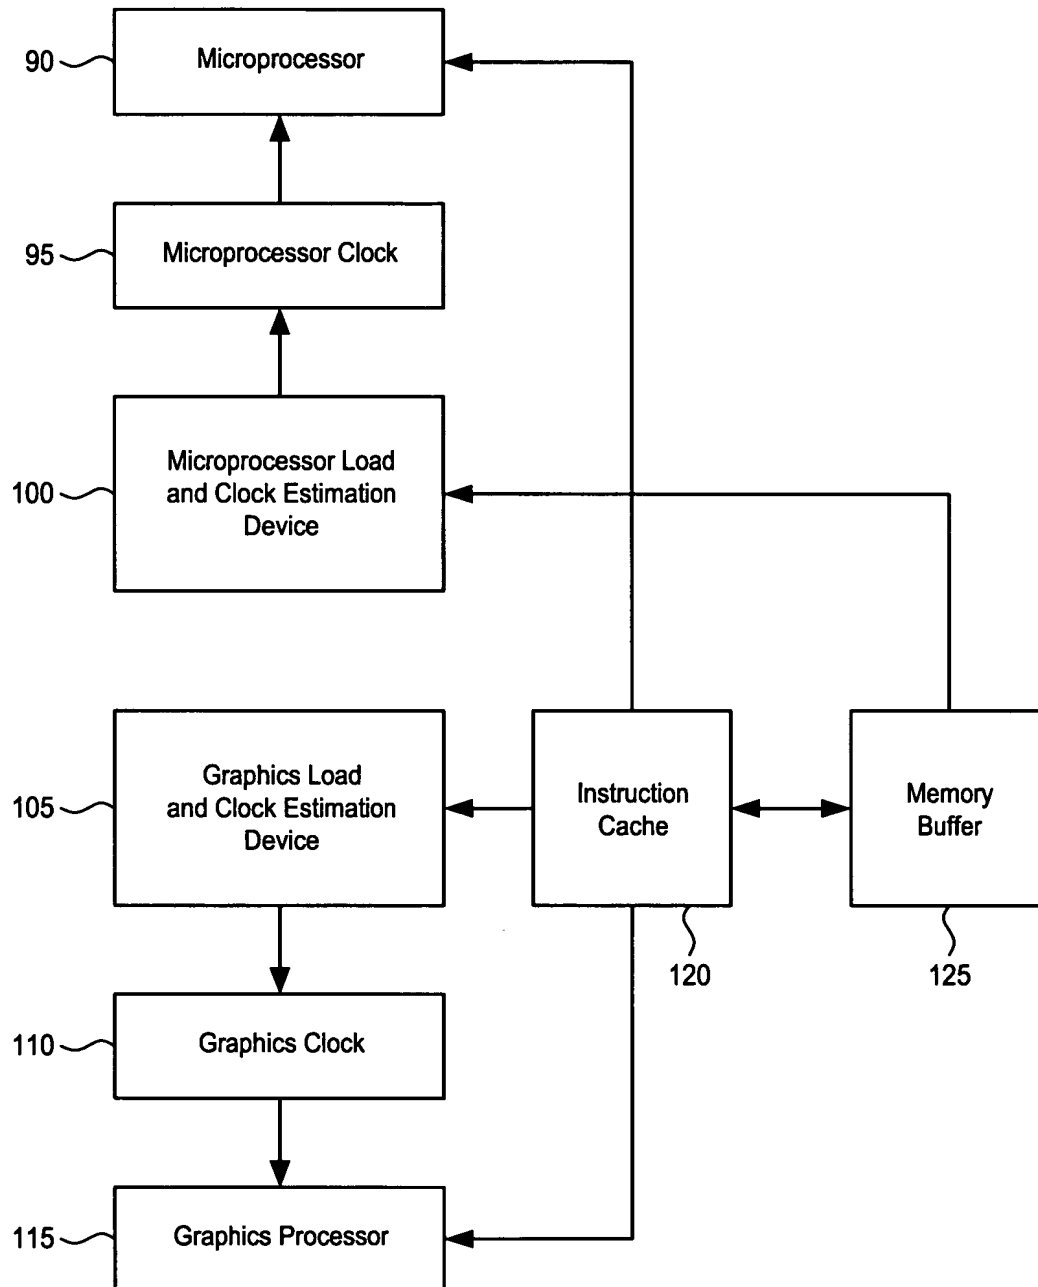 90
Microprocessor
95
Microprocessor Clock
100
Microprocessor Load
and Clock Estimation
Device
105
Graphics Load
and Clock Estimation
Device
Instruction
Cache
Memory
Buffer
120
125
110
Graphics Clock
115
Graphics Processor